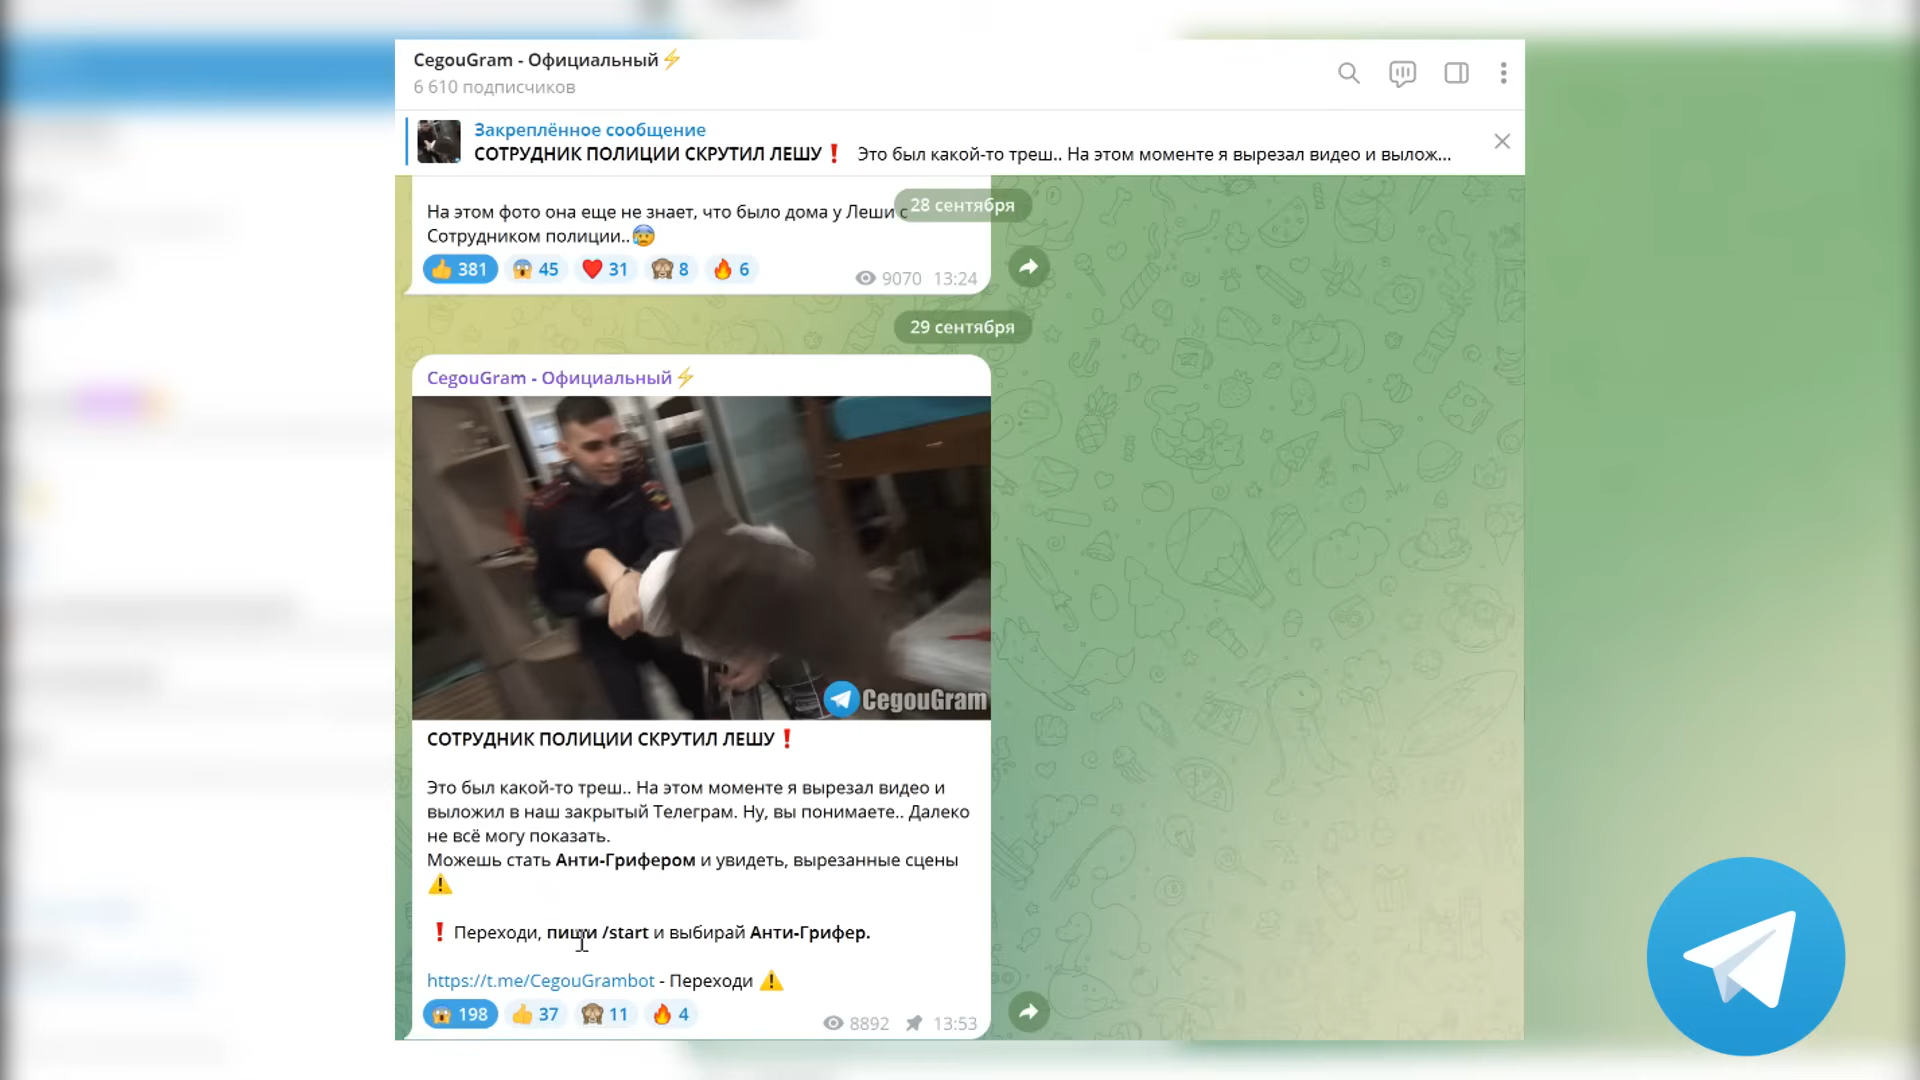 CegouGram - Официальный⚡
6 610 подписчиков
Закреплённое сообщение
СОТРУДНИК ПОЛИЦИИ СКРУТИЛ ЛЕШУ❗ Это был какой-то треш.. На этом моменте я вырезал видео и вылож...
28 сентября
На этом фото она еще не знает, что было дома у Леши с
Сотрудником полиции..😰
👍 381 😱 45 ❤️ 31 🙈 8 🔥 6
9070 13:24
29 сентября
CegouGram - Официальный⚡
CegouGram
СОТРУДНИК ПОЛИЦИИ СКРУТИЛ ЛЕШУ❗
Это был какой-то треш.. На этом моменте я вырезал видео и
выложил в наш закрытый Телеграм. Ну, вы понимаете.. Далеко
не всё могу показать.
Можешь стать Анти-Грифером и увидеть, вырезанные сцены
⚠️
❗ Переходи, пиши /start и выбирай Анти-Грифер.
https://t.me/CegouGrambot - Переходи ⚠️
😱 198 👍 37 🙈 11 🔥 4
8892 13:53